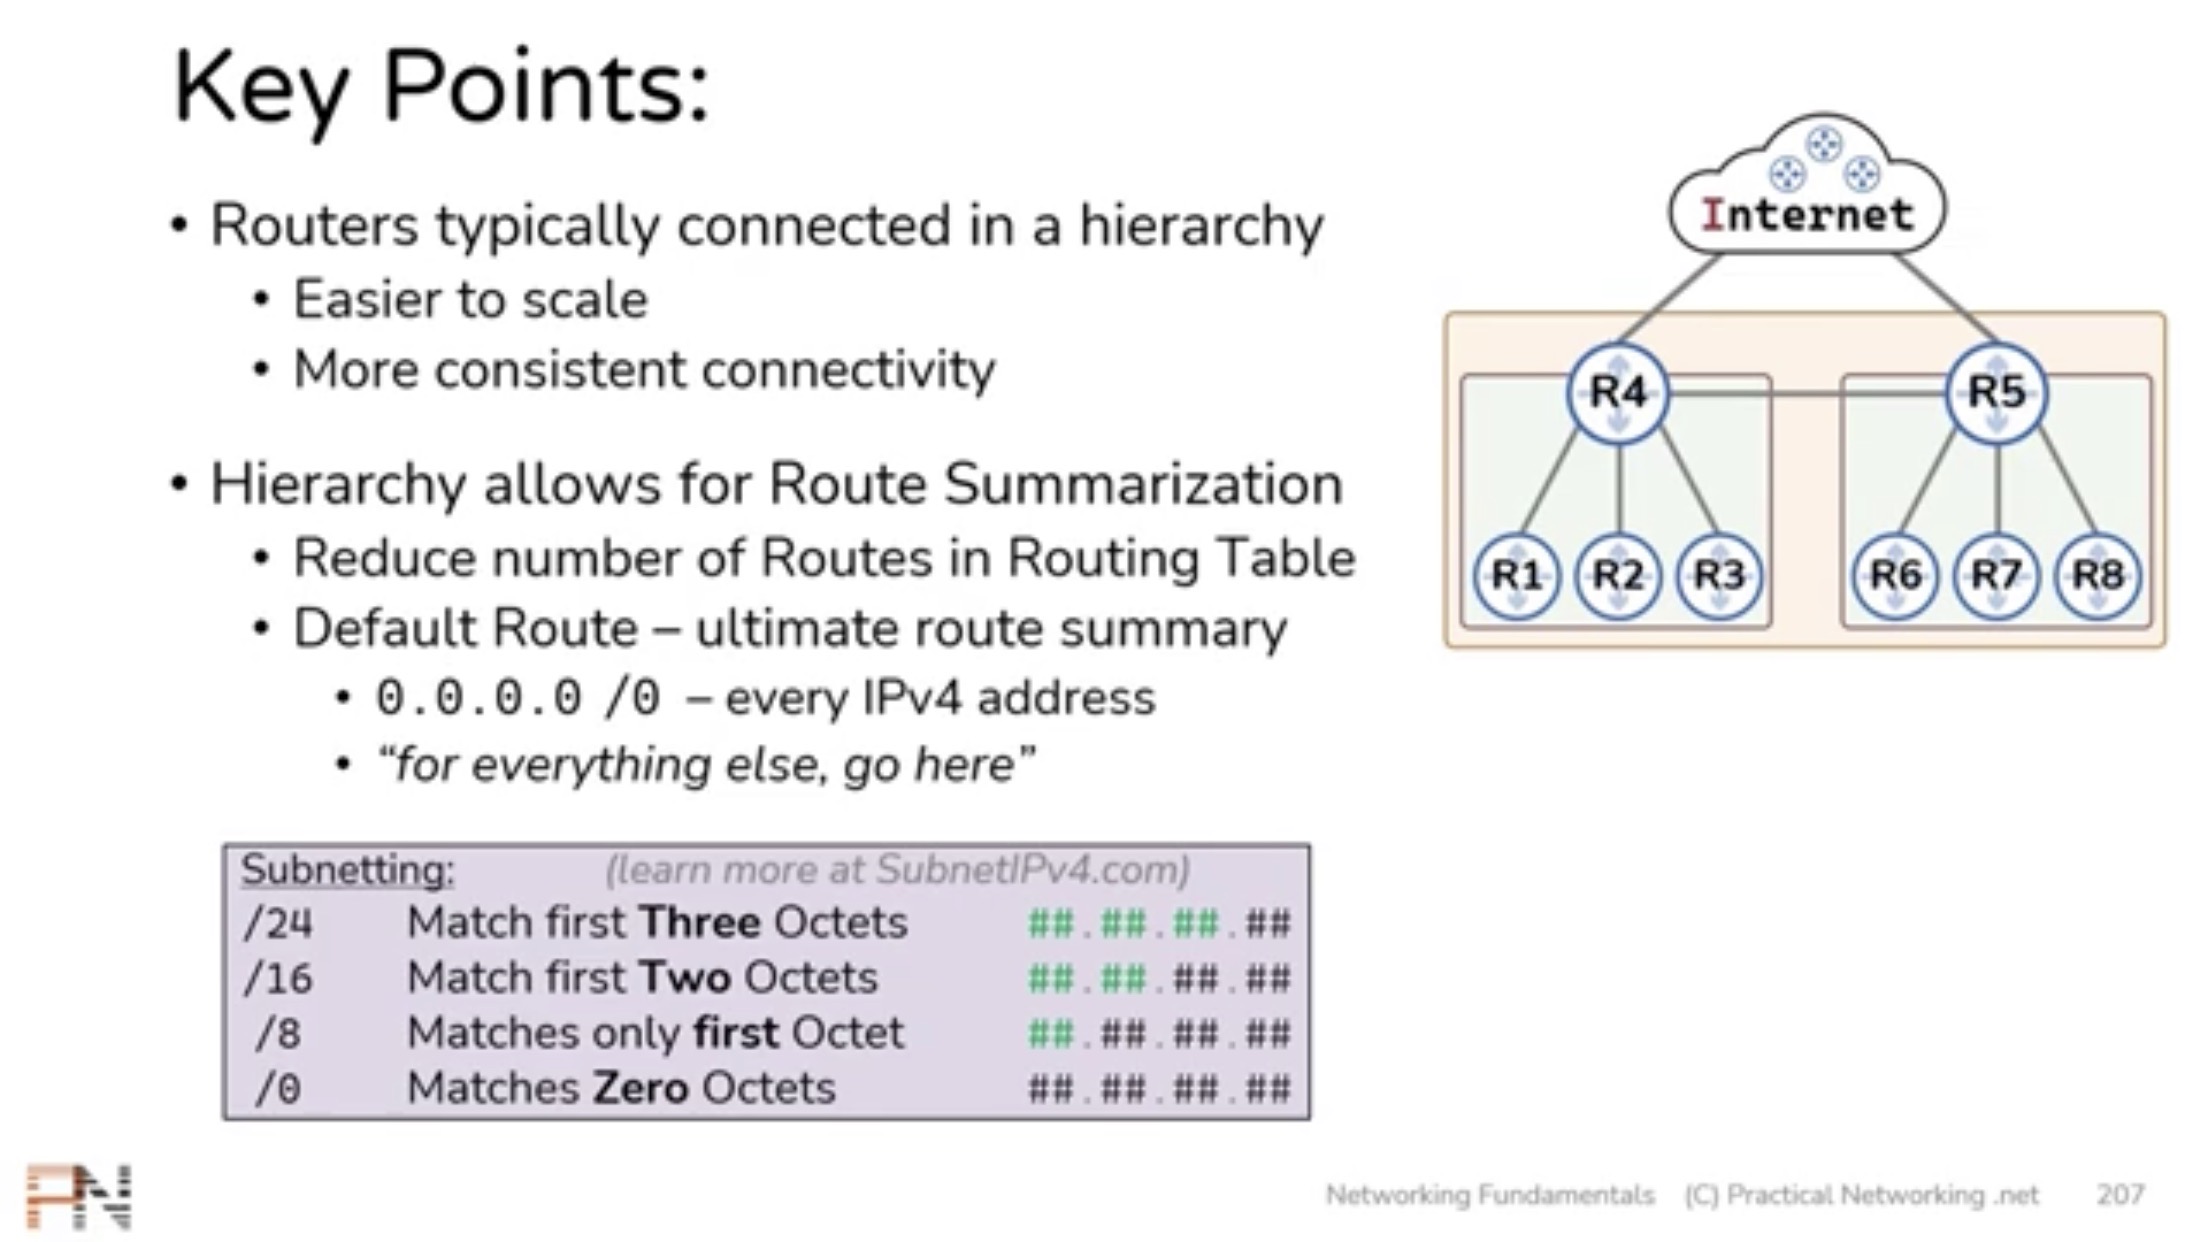 Key Points:
• Routers typically connected in a hierarchy
• Easier to scale
• More consistent connectivity
• Hierarchy allows for Route Summarization
• Reduce number of Routes in Routing Table
• Default Route – ultimate route summary
• 0.0.0.0 /0 – every IPv4 address
• “for everything else, go here”
Internet
R4 R5
R1 R2 R3 R6 R7 R8
Subnetting: (learn more at SubnetIPv4.com)
/24 Match first Three Octets ##.##.##.##
/16 Match first Two Octets ##.##.##.##
/8 Matches only first Octet ##.##.##.##
/0 Matches Zero Octets ##.##.##.##
PN
Networking Fundamentals (C) Practical Networking .net 207